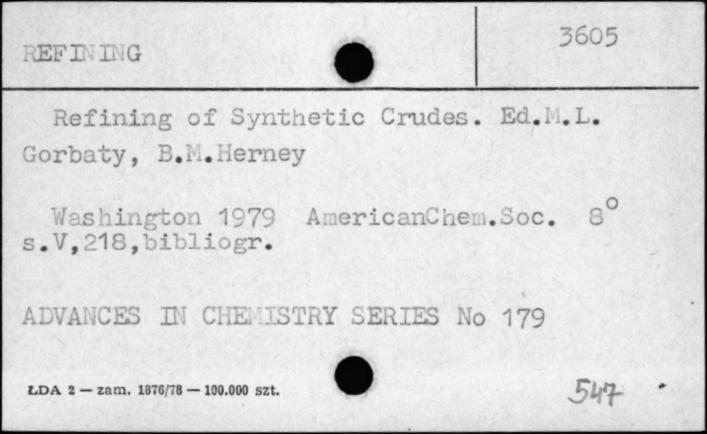 3605
REFINING
Refining of Synthetic Crudes. Ed.M.L.
Gorbaty, B.M.Herney
Washington 1979 AmericanChem.Soc. 8°
s.V,218,bibliogr.
ADVANCES IN CHEMISTRY SERIES No 179
ŁDA 2 — zam. 1876/78 — 100.000 szt.
547